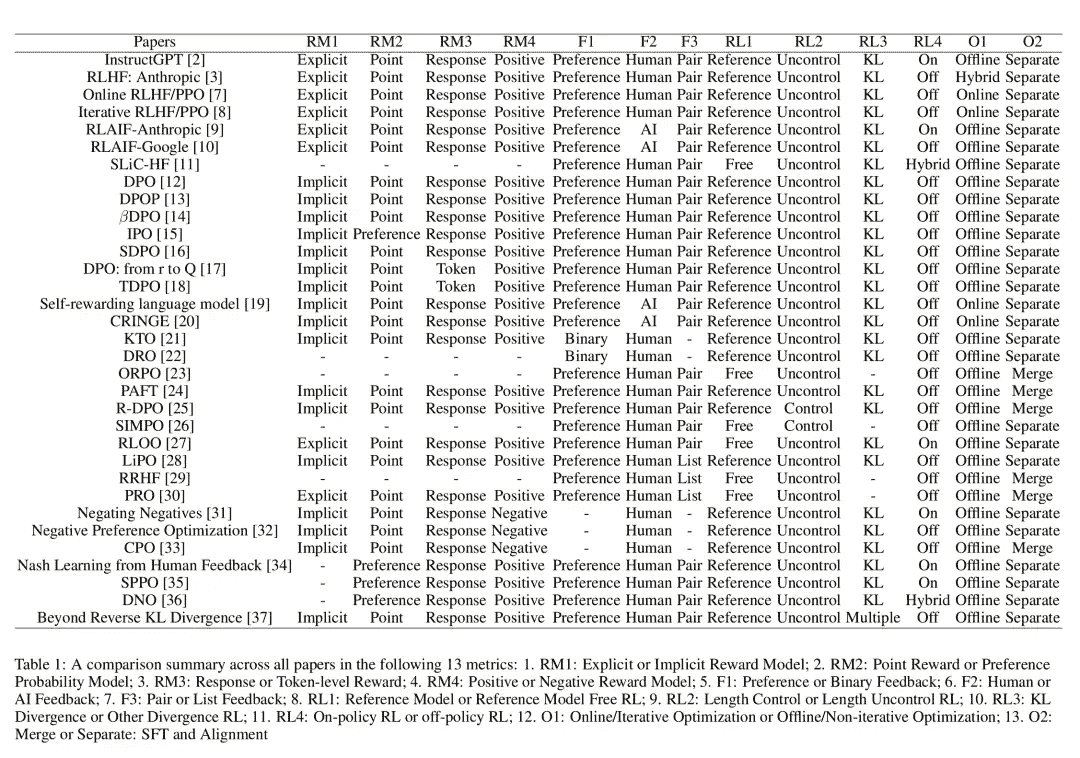 Papers RM1 RM2 RM3 RM4 F1 F2 F3 RL1 RL2 RL3 RL4 O1 O2
InstructGPT [2] Explicit Point Response Positive Preference Human Pair Reference Uncontrol KL On Offline Separate
RLHF: Anthropic [3] Explicit Point Response Positive Preference Human Pair Reference Uncontrol KL Off Hybrid Separate
Online RLHF/PPO [7] Explicit Point Response Positive Preference Human Pair Reference Uncontrol KL Off Online Separate
Iterative RLHF/PPO [8] Explicit Point Response Positive Preference Human Pair Reference Uncontrol KL Off Online Separate
RLAIF-Anthropic [9] Explicit Point Response Positive Preference AI Pair Reference Uncontrol KL On Offline Separate
RLAIF-Google [10] Explicit Point Response Positive Preference AI Pair Reference Uncontrol KL Off Offline Separate
SLiC-HF [11] - - - - Preference Human Pair Free Uncontrol KL Hybrid Offline Separate
DPO [12] Implicit Point Response Positive Preference Human Pair Reference Uncontrol KL Off Offline Separate
DPOP [13] Implicit Point Response Positive Preference Human Pair Reference Uncontrol KL Off Offline Separate
βDPO [14] Implicit Point Response Positive Preference Human Pair Reference Uncontrol KL Off Offline Separate
IPO [15] Implicit Preference Response Positive Preference Human Pair Reference Uncontrol KL Off Offline Separate
SDPO [16] Implicit Point Response Positive Preference Human Pair Reference Uncontrol KL Off Offline Separate
DPO: from r to Q [17] Implicit Point Token Positive Preference Human Pair Reference Uncontrol KL Off Offline Separate
TDPO [18] Implicit Point Token Positive Preference Human Pair Reference Uncontrol KL Off Offline Separate
Self-rewarding language model [19] Implicit Point Response Positive Preference AI Pair Reference Uncontrol KL Off Online Separate
CRINGE [20] Implicit Point Response Positive Preference AI Pair Reference Uncontrol KL Off Online Separate
KTO [21] Implicit Point Response Positive Binary Human - Reference Uncontrol KL Off Offline Separate
DRO [22] - - - - Binary Human - Reference Uncontrol KL Off Offline Separate
ORPO [23] - - - - Preference Human Pair Free Uncontrol - Off Offline Merge
PAFT [24] Implicit Point Response Positive Preference Human Pair Reference Uncontrol KL Off Offline Merge
R-DPO [25] Implicit Point Response Positive Preference Human Pair Reference Control KL Off Offline Merge
SIMPO [26] - - - - Preference Human Pair Free Control - Off Offline Separate
RLOO [27] Explicit Point Response Positive Preference Human Pair Free Uncontrol KL On Offline Separate
LiPO [28] Implicit Point Response Positive Preference Human List Reference Uncontrol KL Off Offline Separate
RRHF [29] - - - - Preference Human List Free Uncontrol - Off Offline Merge
PRO [30] Explicit Point Response Positive Preference Human List Free Uncontrol - Off Offline Merge
Negating Negatives [31] Implicit Point Response Negative - Human - Reference Uncontrol KL On Offline Separate
Negative Preference Optimization [32] Implicit Point Response Negative - Human - Reference Uncontrol KL Off Offline Separate
CPO [33] Implicit Point Response Negative - Human - Reference Uncontrol KL Off Offline Merge
Nash Learning from Human Feedback [34] - Preference Response Positive Preference Human Pair Reference Uncontrol KL On Offline Separate
SPPO [35] - Preference Response Positive Preference Human Pair Reference Uncontrol KL On Offline Separate
DNO [36] - Preference Response Positive Preference Human Pair Reference Uncontrol KL Hybrid Offline Separate
Beyond Reverse KL Divergence [37] Implicit Point Response Positive Preference Human Pair Reference Uncontrol Multiple Off Offline Separate
Table 1: A comparison summary across all papers in the following 13 metrics: 1. RM1: Explicit or Implicit Reward Model; 2. RM2: Point Reward or Preference
Probability Model; 3. RM3: Response or Token-level Reward; 4. RM4: Positive or Negative Reward Model; 5. F1: Preference or Binary Feedback; 6. F2: Human or
AI Feedback; 7. F3: Pair or List Feedback; 8. RL1: Reference Model or Reference Model Free RL; 9. RL2: Length Control or Length Uncontrol RL; 10. RL3: KL
Divergence or Other Divergence RL; 11. RL4: On-policy RL or off-policy RL; 12. O1: Online/Iterative Optimization or Offline/Non-iterative Optimization; 13. O2:
Merge or Separate: SFT and Alignment